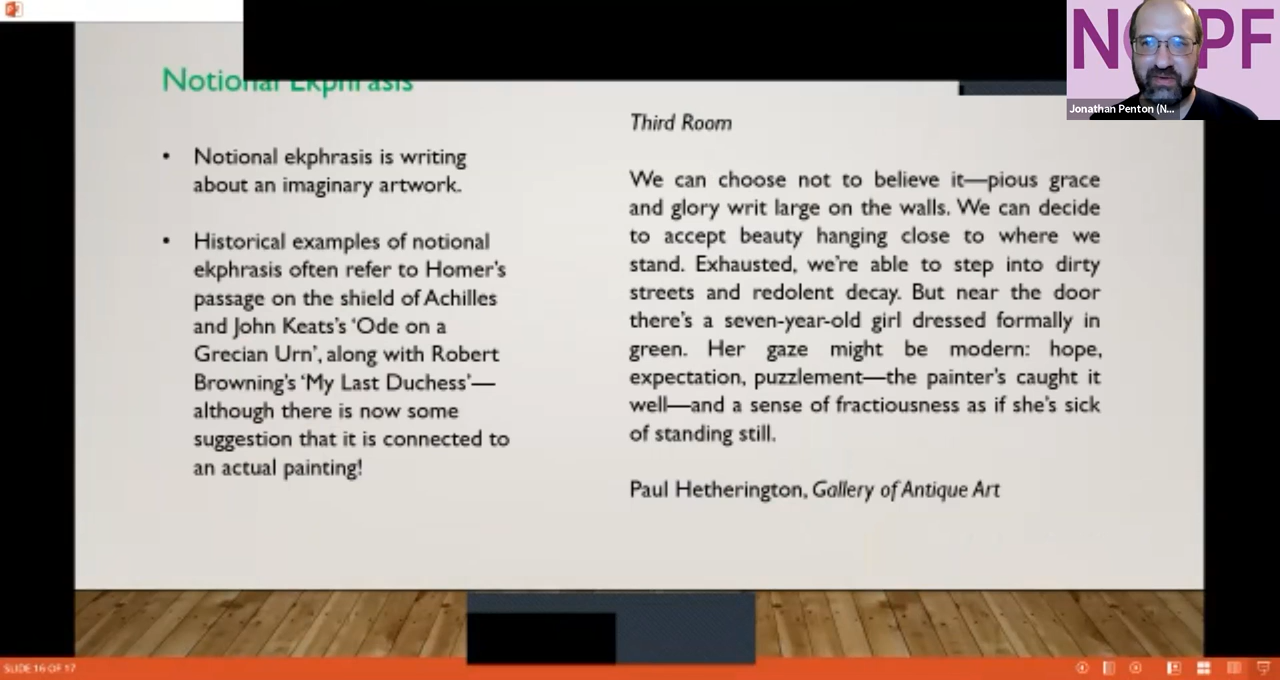 Notional Ekphrasis
• Notional ekphrasis is writing
about an imaginary artwork.
• Historical examples of notional
ekphrasis often refer to Homer's
passage on the shield of Achilles
and John Keats's 'Ode on a
Grecian Urn', along with Robert
Browning's 'My Last Duchess'—
although there is now some
suggestion that it is connected to
an actual painting!
Third Room
We can choose not to believe it—pious grace
and glory writ large on the walls. We can decide
to accept beauty hanging close to where we
stand. Exhausted, we're able to step into dirty
streets and redolent decay. But near the door
there's a seven-year-old girl dressed formally in
green. Her gaze might be modern: hope,
expectation, puzzlement—the painter's caught it
well—and a sense of fractiousness as if she's sick
of standing still.
Paul Hetherington, Gallery of Antique Art
Jonathan Penton (N...
SLIDE 16 OF 17